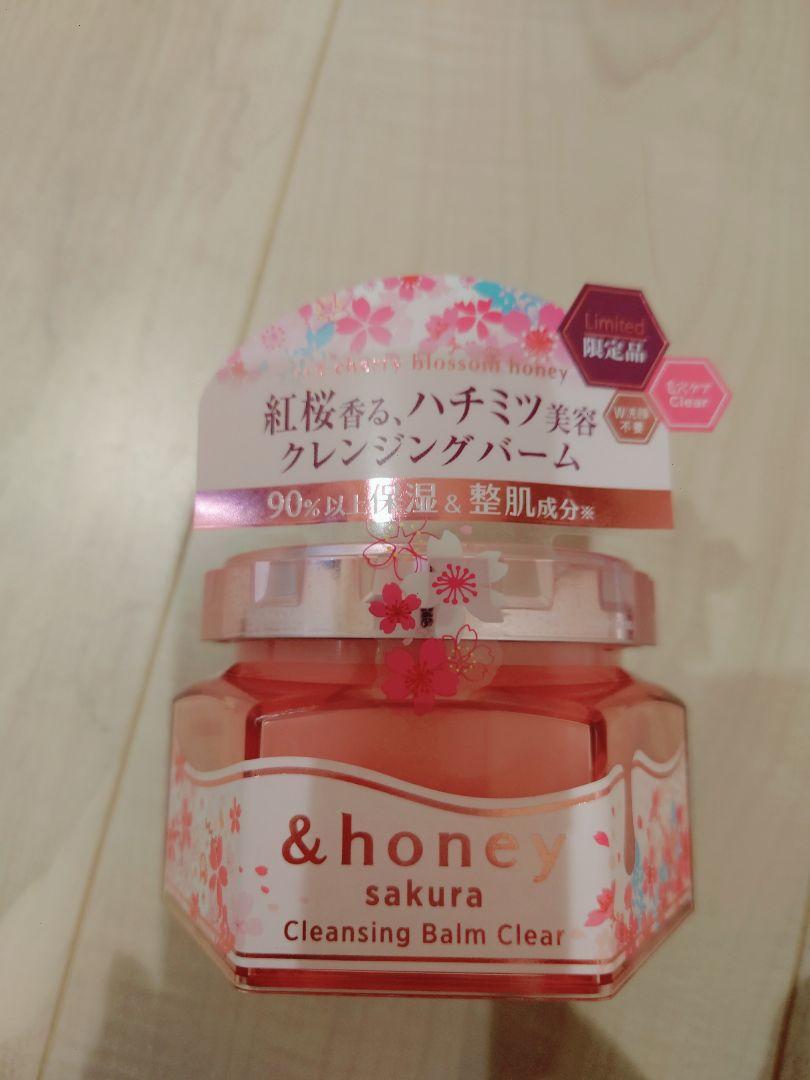 Limited
限定品
cherry blossom honey
毛穴ケア
Clear
W洗顔
不要
紅桜香る、ハチミツ美容
クレンジングバーム
90%以上保湿&整肌成分※
&honey
sakura
Cleansing Balm Clear